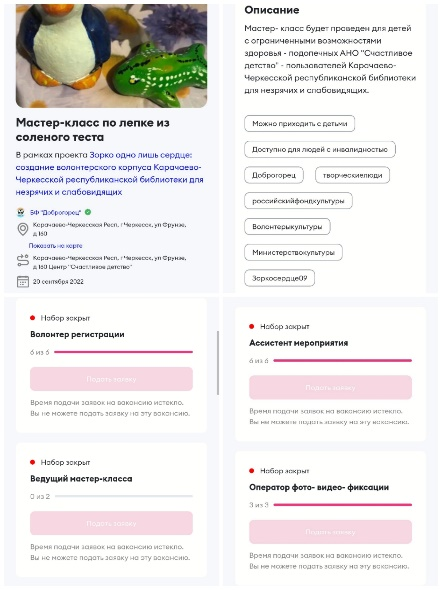 Мастер-класс по лепке из
соленого теста
В рамках проекта Зорко одно лишь сердце:
создание волонтерского корпуса Карачаево-
Черкесской республиканской библиотеки для
незрячих и слабовидящих
БФ "Доброгорец"
Карачаево-Черкесская Респ, г Черкесск, ул Фрунзе,
д 160
Показать на карте
Карачаево-Черкесская Респ, г Черкесск, ул Фрунзе,
д 160 Центр "Счастливое детство"
20 сентября 2022
Описание
Мастер- класс будет проведен для детей
с ограниченными возможностями
здоровья - подопечных АНО "Счастливое
детство" - пользователей Карачаево-
Черкесской республиканской библиотеки
для незрячих и слабовидящих.
Можно приходить с детьми
Доступно для людей с инвалидностью
Доброгорец
творческиелюди
российскийфондкультуры
Волонтерыкультуры
Министерствокультуры
Зоркосердце09
Набор закрыт
Волонтер регистрации
6 из 6
Подать заявку
Время подачи заявок на вакансию истекло.
Вы не можете подать заявку на эту вакансию.
Набор закрыт
Ведущий мастер-класса
0 из 2
Подать заявку
Время подачи заявок на вакансию истекло.
Вы не можете подать заявку на эту вакансию.
Набор закрыт
Ассистент мероприятия
6 из 6
Подать заявку
Время подачи заявок на вакансию истекло.
Вы не можете подать заявку на эту вакансию.
Набор закрыт
Оператор фото- видео- фиксации
3 из 3
Подать заявку
Время подачи заявок на вакансию истекло.
Вы не можете подать заявку на эту вакансию.